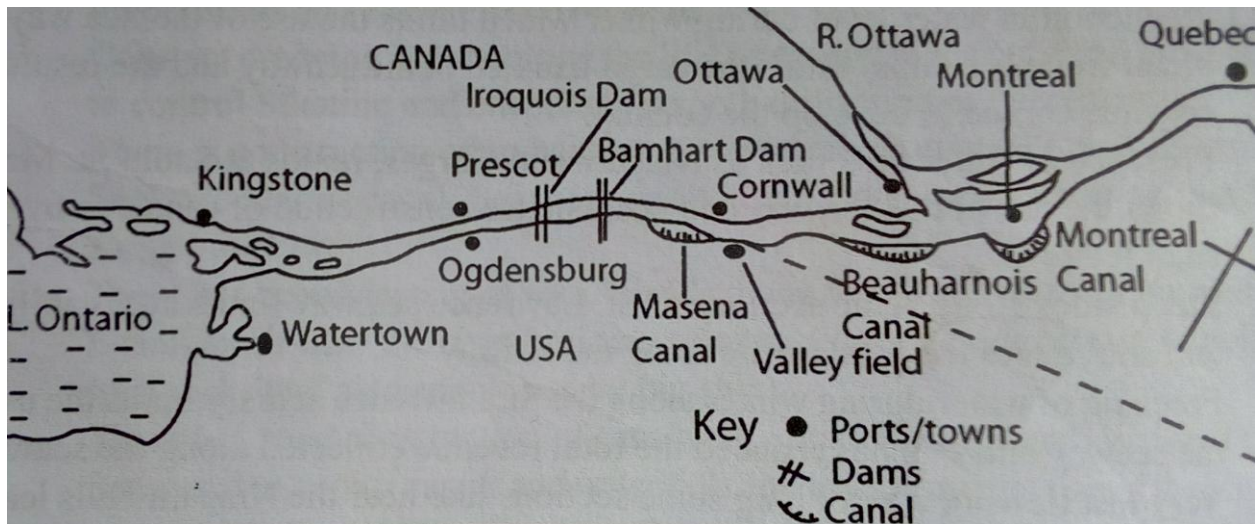 CANADA
R. Ottawa
Quebec
Ottawa
Montreal
Iroquois Dam
Prescot
Bamhart Dam
Kingstone
Cornwall
Ogdensburg
Montreal
Canal
Beauharnois
Canal
Masena
Canal
L. Ontario
Watertown
USA
Valley field
Key
Ports/towns
Dams
Canal